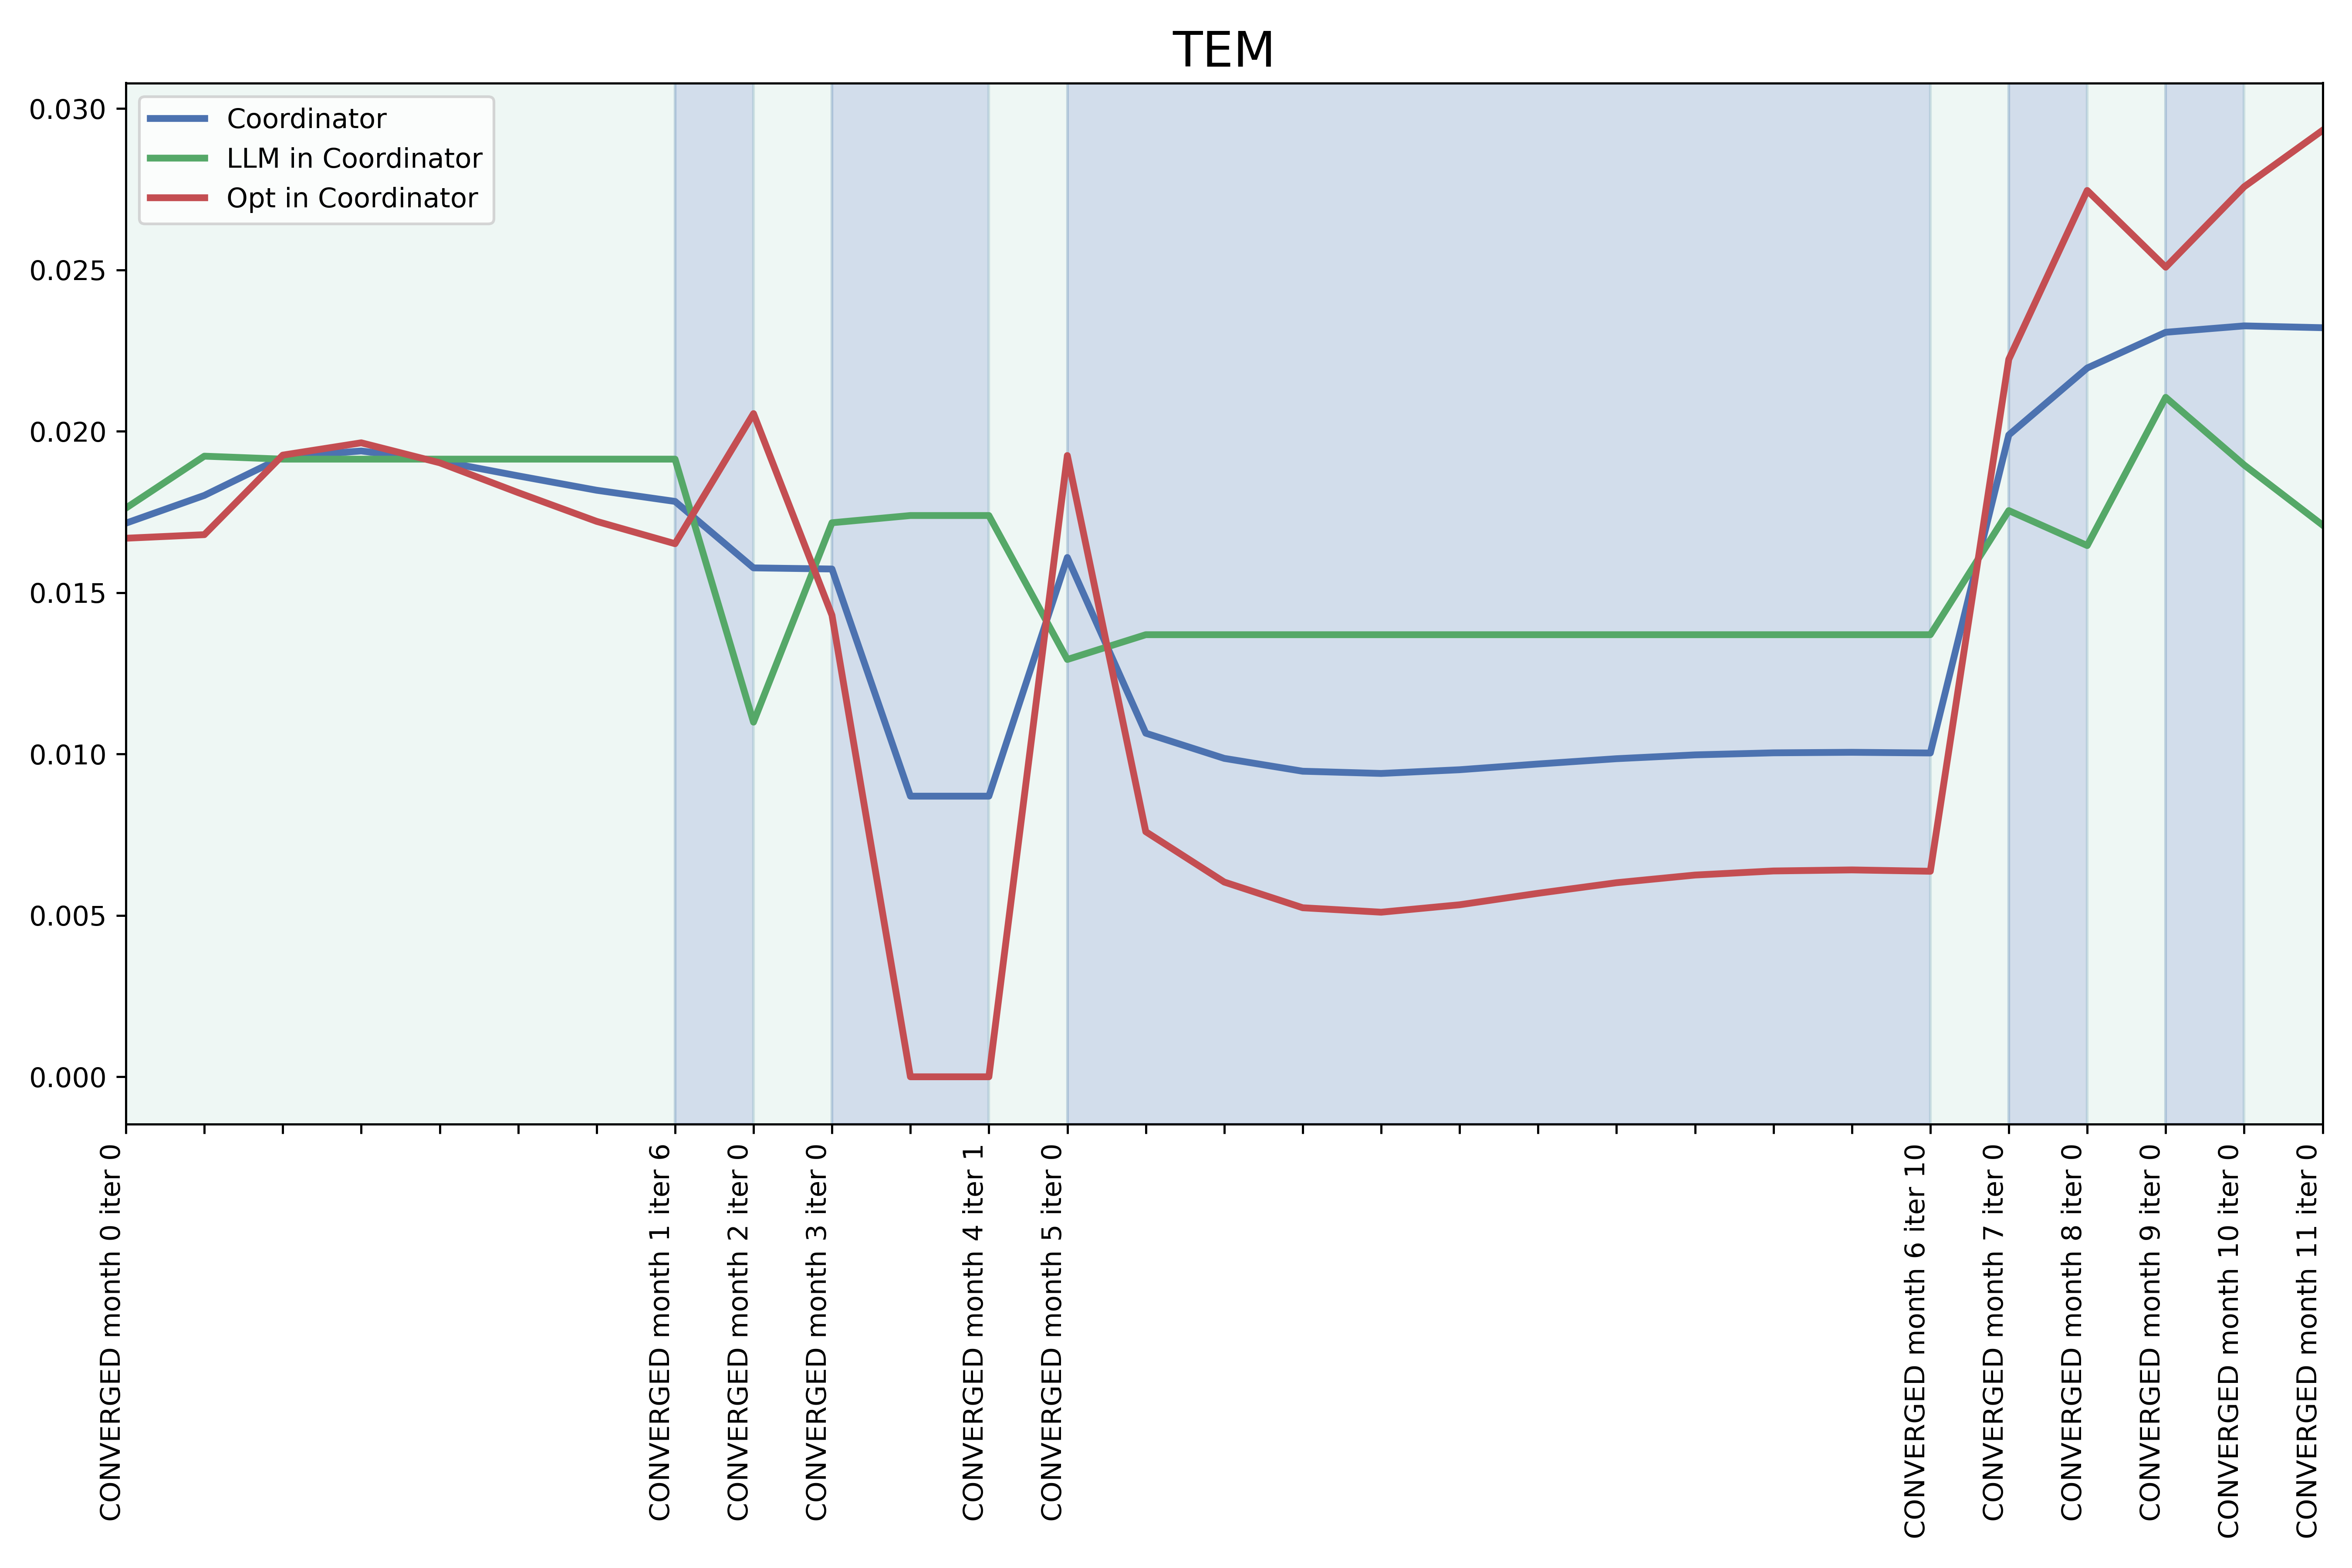 TEM
0.030
0.025
0.020
0.015
0.010
0.005
0.000
Coordinator
LLM in Coordinator
Opt in Coordinator
CONVERGED month 0 iter 0
CONVERGED month 1 iter 6
CONVERGED month 2 iter 0
CONVERGED month 3 iter 0
CONVERGED month 4 iter 1
CONVERGED month 5 iter 0
CONVERGED month 6 iter 10
CONVERGED month 7 iter 0
CONVERGED month 8 iter 0
CONVERGED month 9 iter 0
CONVERGED month 10 iter 0
CONVERGED month 11 iter 0